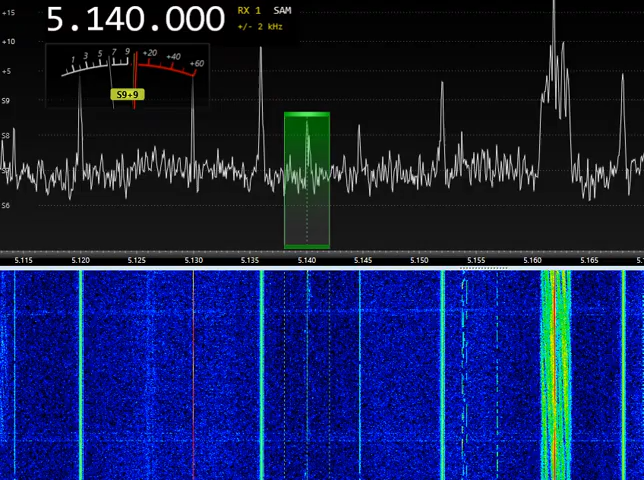 +15
5.140.000 RX 1 SAM
+/- 2 kHz
+10
1 3 5 7 9 +20 +40 +60
+5
S9+9
S9
S8
S6
5.115 5.120 5.125 5.130 5.135 5.140 5.145 5.150 5.155 5.160 5.165